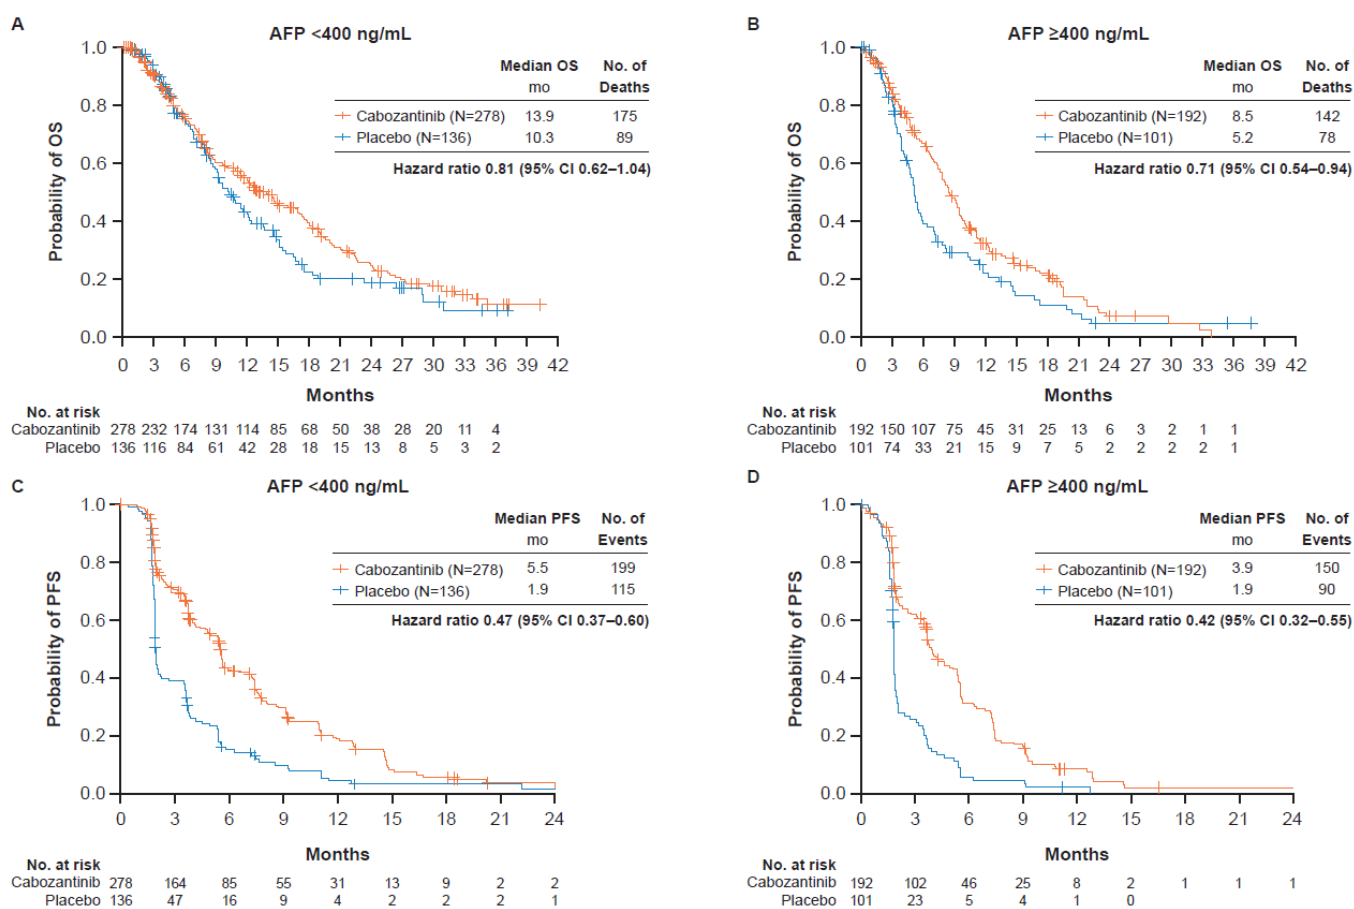 A
AFP <400 ng/mL
Median OS No. of
mo Deaths
Cabozantinib (N=278) 13.9 175
Placebo (N=136) 10.3 89
Hazard ratio 0.81 (95% CI 0.62–1.04)
Probability of OS
1.0
0.8
0.6
0.4
0.2
0.0
0 3 6 9 12 15 18 21 24 27 30 33 36 39 42
Months
No. at risk
Cabozantinib 278 232 174 131 114 85 68 50 38 28 20 11 4
Placebo 136 116 84 61 42 28 18 15 13 8 5 3 2
B
AFP ≥400 ng/mL
Median OS No. of
mo Deaths
Cabozantinib (N=192) 8.5 142
Placebo (N=101) 5.2 78
Hazard ratio 0.71 (95% CI 0.54–0.94)
Probability of OS
1.0
0.8
0.6
0.4
0.2
0.0
0 3 6 9 12 15 18 21 24 27 30 33 36 39 42
Months
No. at risk
Cabozantinib 192 150 107 75 45 31 25 13 6 3 2 1 1
Placebo 101 74 33 21 15 9 7 5 2 2 2 2 1
C
AFP <400 ng/mL
Median PFS No. of
mo Events
Cabozantinib (N=278) 5.5 199
Placebo (N=136) 1.9 115
Hazard ratio 0.47 (95% CI 0.37–0.60)
Probability of PFS
1.0
0.8
0.6
0.4
0.2
0.0
0 3 6 9 12 15 18 21 24
Months
No. at risk
Cabozantinib 278 164 85 55 31 13 9 2 2
Placebo 136 47 16 9 4 2 2 2 1
D
AFP ≥400 ng/mL
Median PFS No. of
mo Events
Cabozantinib (N=192) 3.9 150
Placebo (N=101) 1.9 90
Hazard ratio 0.42 (95% CI 0.32–0.55)
Probability of PFS
1.0
0.8
0.6
0.4
0.2
0.0
0 3 6 9 12 15 18 21 24
Months
No. at risk
Cabozantinib 192 102 46 25 8 2 1 1 1
Placebo 101 23 5 4 1 0